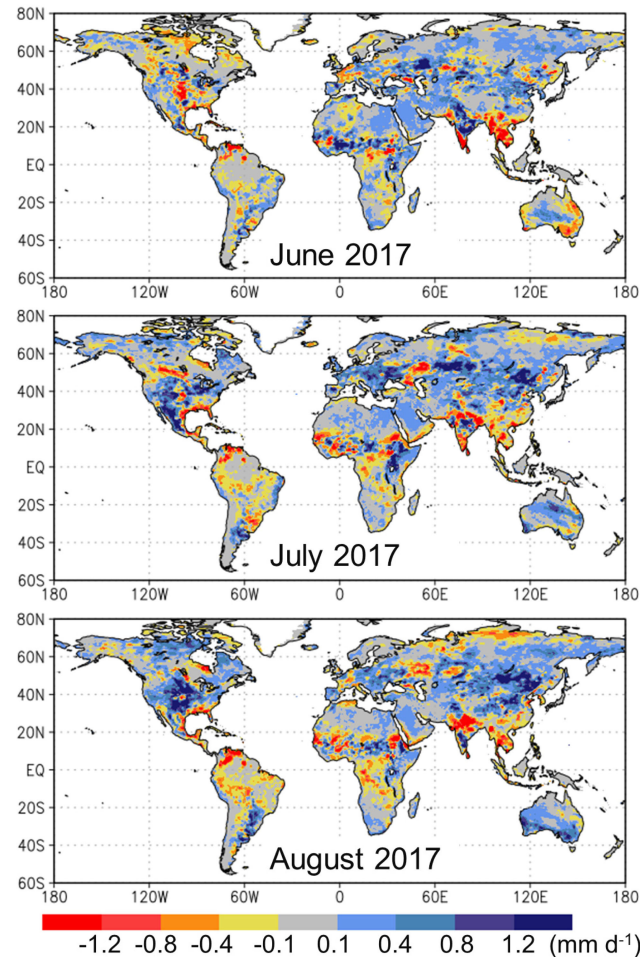 80N
60N
40N
20N
EQ
20S
40S
60S
180 120W 60W 0 60E 120E 180
June 2017
80N
60N
40N
20N
EQ
20S
40S
60S
180 120W 60W 0 60E 120E 180
July 2017
80N
60N
40N
20N
EQ
20S
40S
60S
180 120W 60W 0 60E 120E 180
August 2017
-1.2 -0.8 -0.4 -0.1 0.1 0.4 0.8 1.2 (mm d⁻¹)